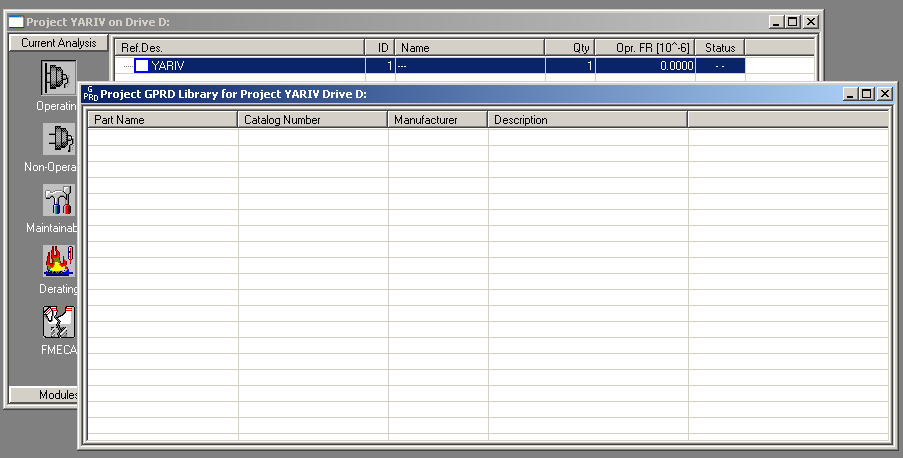 Project YARIV on Drive D:
Current Analysis
Ref.Des. ID Name Qty Opr. FR [10^-6] Status
YARIV 1 --- 1 0.0000 - -
Operatin
Non-Opera
Maintainab
Derating
FMECA
Modules
G PRD Project GPRD Library for Project YARIV Drive D:
Part Name Catalog Number Manufacturer Description